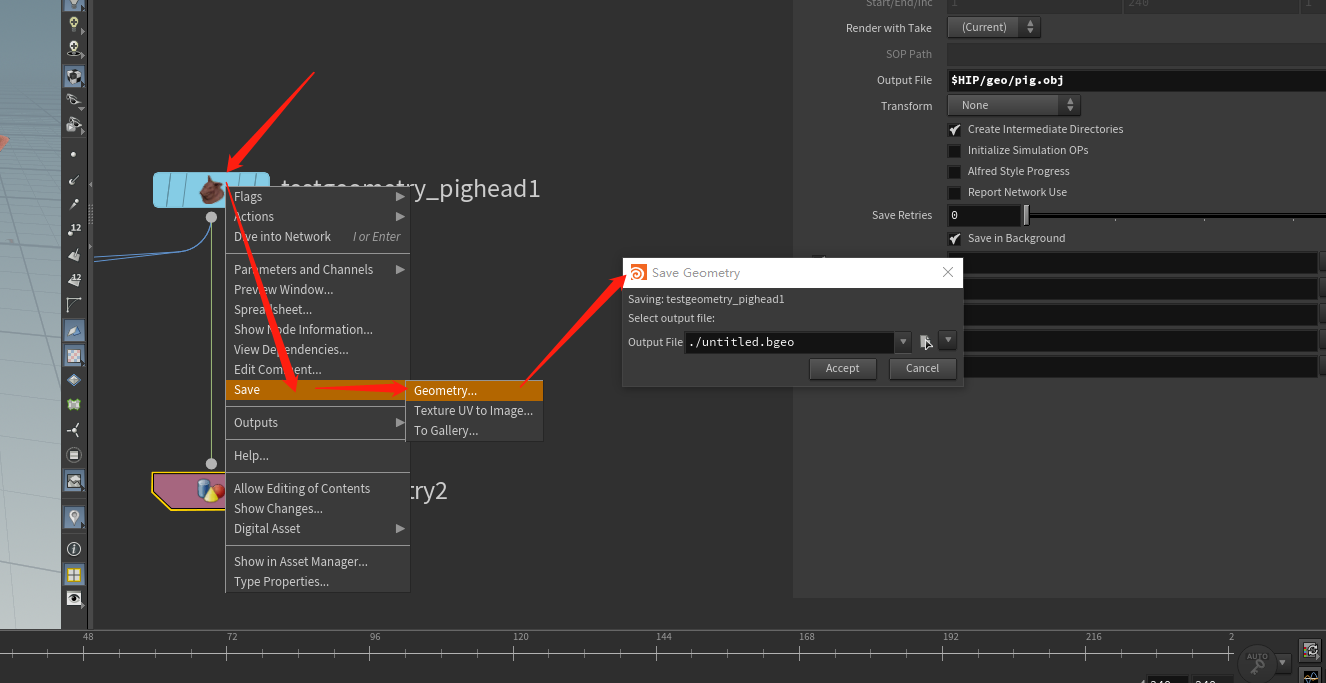 Start/End/Inc 1 240 1
Render with Take (Current)
SOP Path
Output File $HIP/geo/pig.obj
Transform None
Create Intermediate Directories
Initialize Simulation OPs
Alfred Style Progress
Report Network Use
Save Retries 0
Save in Background
testgeometry_pighead1
Flags
Actions
Dive into Network I or Enter
Parameters and Channels
Preview Window...
Spreadsheet...
Show Node Information...
View Dependencies...
Edit Comment...
Save
Outputs
Help...
Allow Editing of Contents
Show Changes...
Digital Asset
Show in Asset Manager...
Type Properties...
Geometry...
Texture UV to Image...
To Gallery...
Save Geometry
Saving: testgeometry_pighead1
Select output file:
Output File ./untitled.bgeo
Accept Cancel
try2
12
12
48 72 96 120 144 168 192 216 2
AUTO
240 240